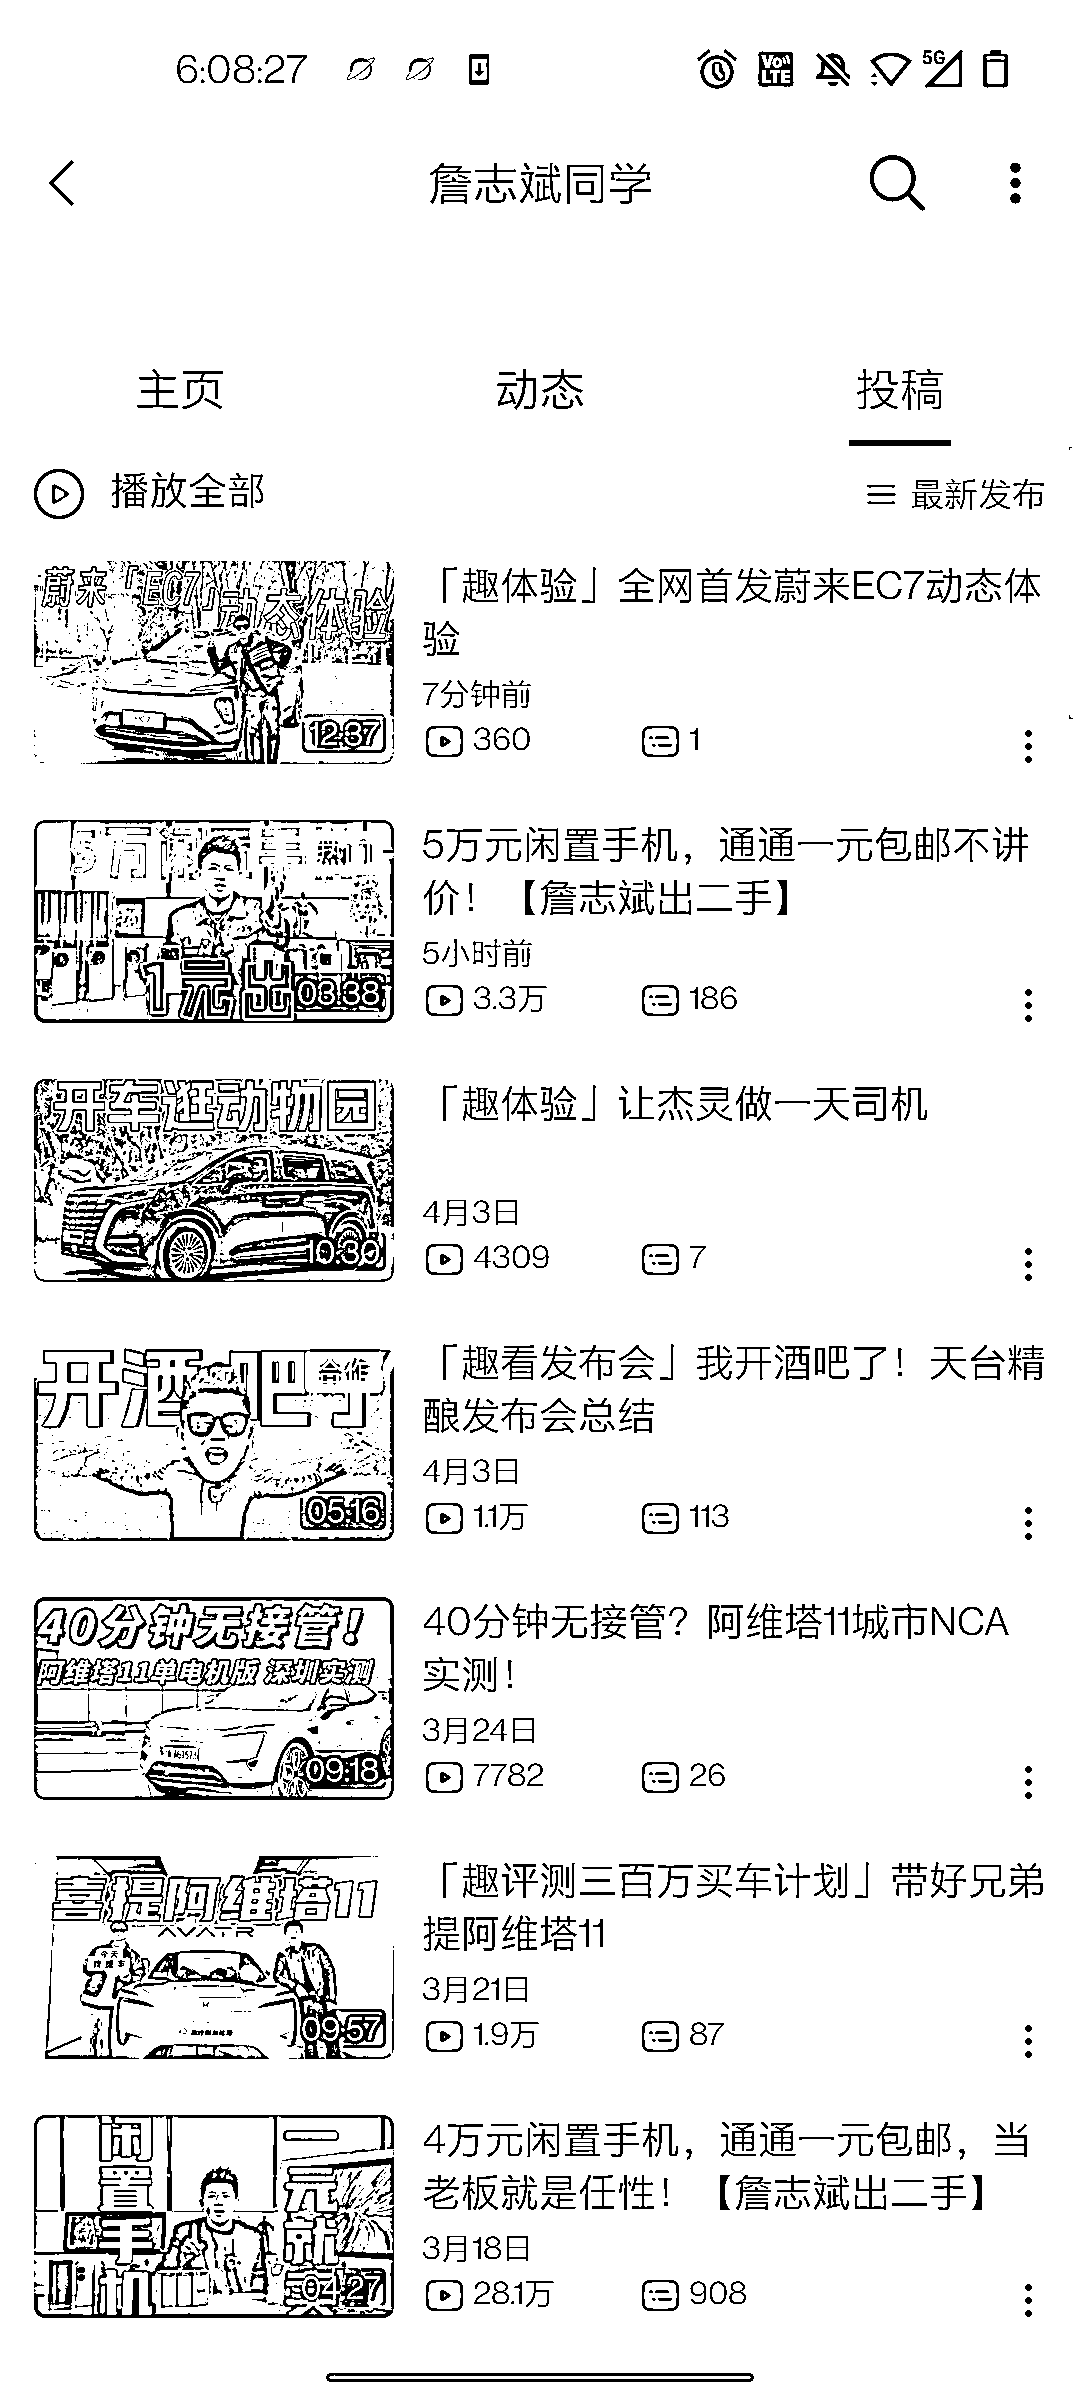 6:08:27
VoLTE 5G
詹志斌同学
主页 动态 投稿
播放全部 最新发布
蔚来「EC7」动态体验
12:37
「趣体验」全网首发蔚来EC7动态体
验
7分钟前
360 1
5万闲
1元出
03:38
5万元闲置手机，通通一元包邮不讲
价！【詹志斌出二手】
5小时前
3.3万 186
开车逛动物园
10:30
「趣体验」让杰灵做一天司机
4月3日
4309 7
开酒吧了
合作
05:16
「趣看发布会」我开酒吧了！天台精
酿发布会总结
4月3日
1.1万 113
40分钟无接管！
阿维塔11单电机版 深圳实测
09:18
40分钟无接管？阿维塔11城市NCA
实测！
3月24日
7782 26
喜提阿维塔11
AVATR
09:57
「趣评测三百万买车计划」带好兄弟
提阿维塔11
3月21日
1.9万 87
闲置手机
一元就卖
04:27
4万元闲置手机，通通一元包邮，当
老板就是任性！【詹志斌出二手】
3月18日
28.1万 908